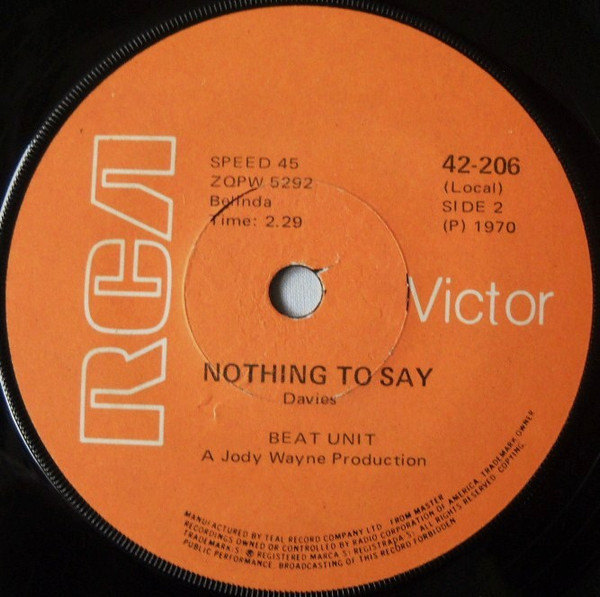 RCA
Victor
SPEED 45
ZQPW 5292
Belinda
Time: 2.29
42-206
(Local)
SIDE 2
(P) 1970
NOTHING TO SAY
Davies
BEAT UNIT
A Jody Wayne Production
MANUFACTURED BY TEAL RECORD COMPANY LTD. FROM MASTER
RECORDINGS OWNED OR CONTROLLED BY RADIO CORPORATION OF AMERICA, TRADEMARK OWNER
TRADEMARK S ® REGISTERED MARCA S) REGISTRADA S). ALL RIGHTS RESERVED. COPYING,
PUBLIC PERFORMANCE, BROADCASTING OF THIS RECORD FORBIDDEN